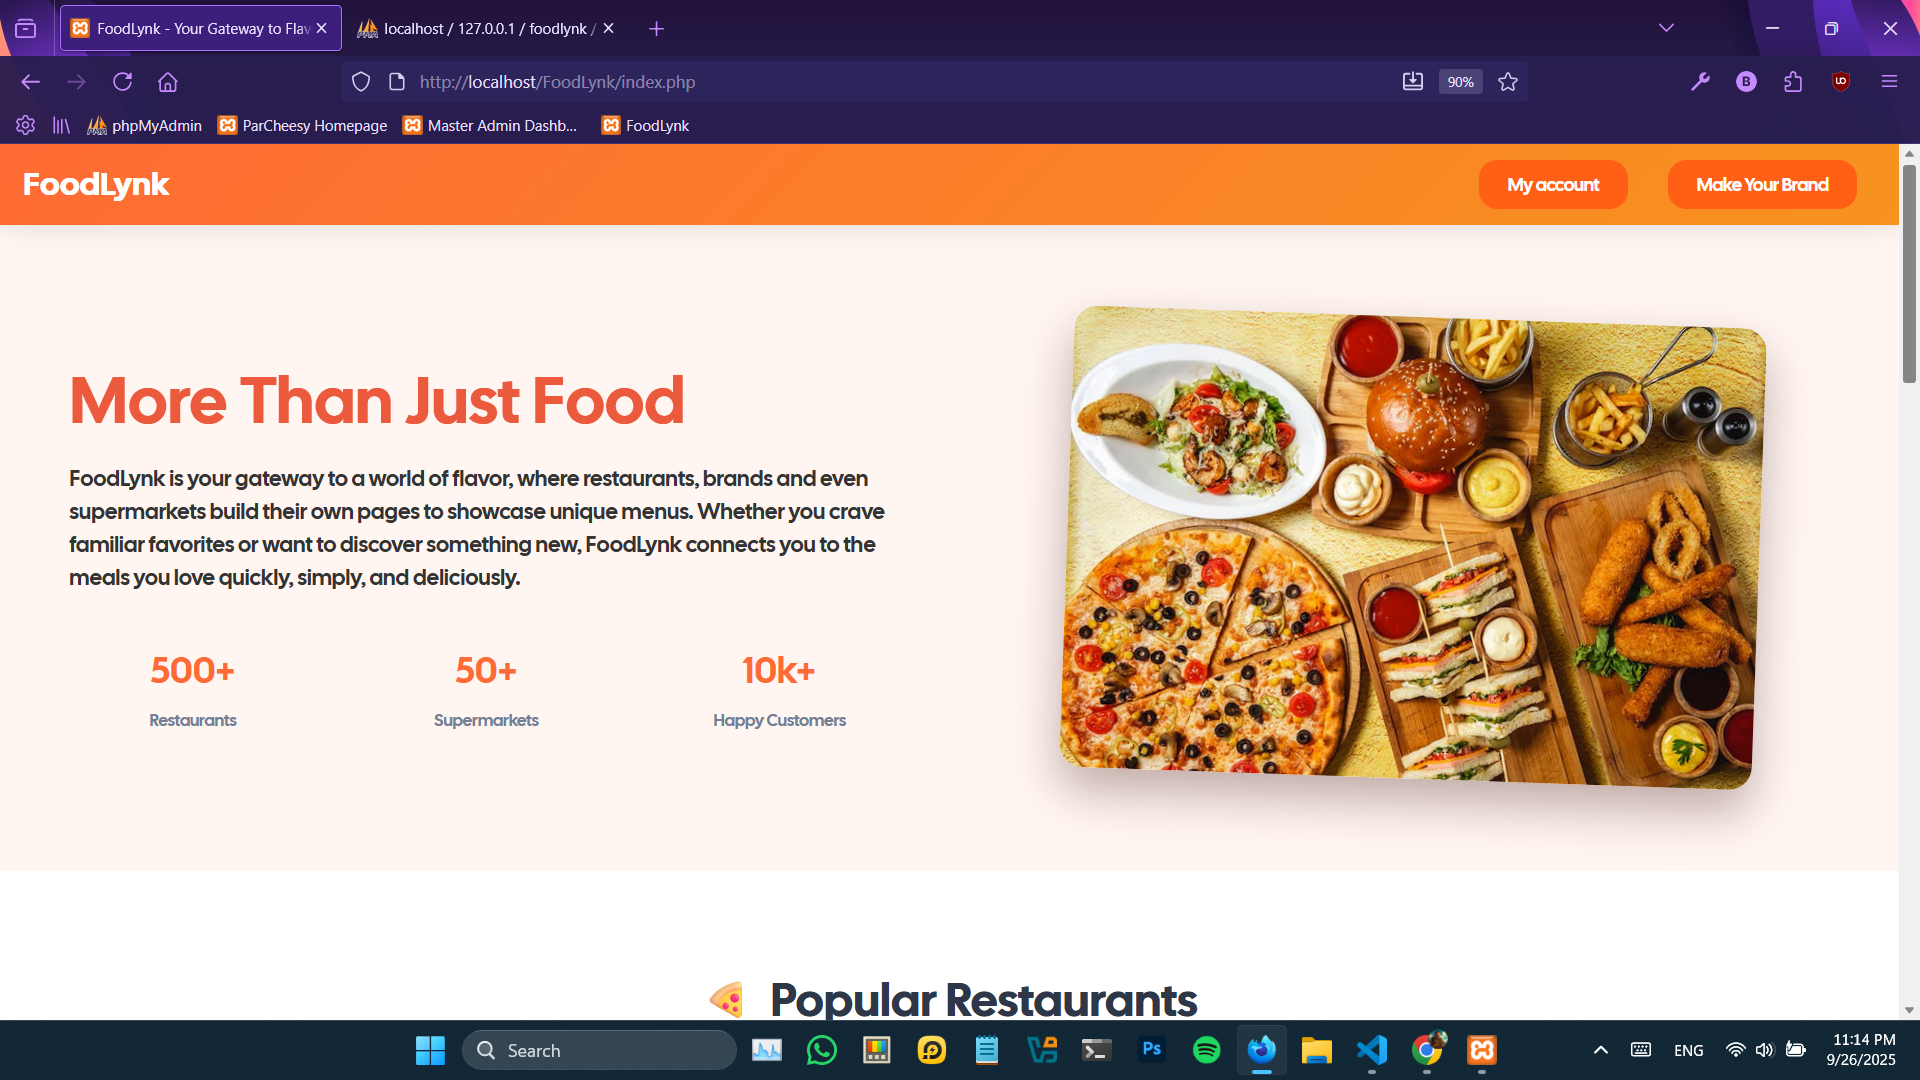 FoodLynk - Your Gateway to Flav
localhost / 127.0.0.1 / foodlynk /
http://localhost/FoodLynk/index.php
90%
phpMyAdmin
ParCheesy Homepage
Master Admin Dashb...
FoodLynk
FoodLynk
My account
Make Your Brand
More Than Just Food
FoodLynk is your gateway to a world of flavor, where restaurants, brands and even
supermarkets build their own pages to showcase unique menus. Whether you crave
familiar favorites or want to discover something new, FoodLynk connects you to the
meals you love quickly, simply, and deliciously.
500+
50+
10k+
Restaurants
Supermarkets
Happy Customers
Popular Restaurants
Search
Ps
ENG
11:14 PM
9/26/2025